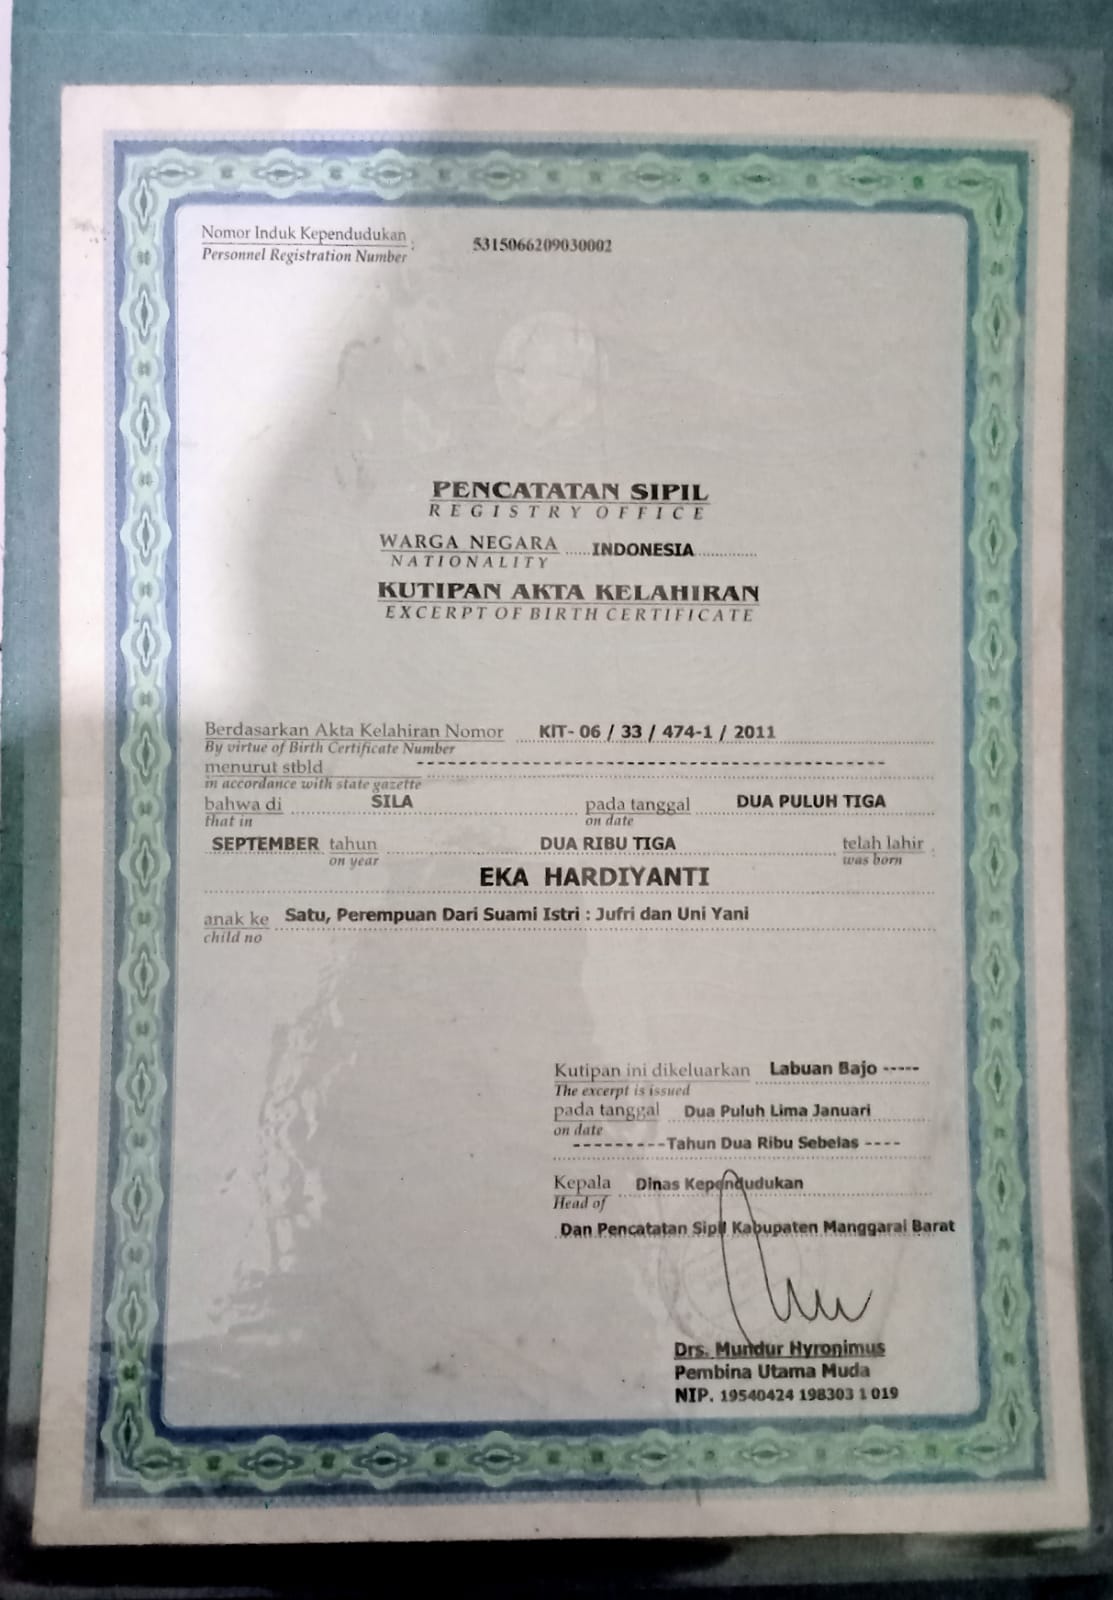 Nomor Induk Kependudukan : 5315066209030002
Personnel Registration Number
PENCATATAN SIPIL
REGISTRY OFFICE
WARGA NEGARA ...... INDONESIA ..............
NATIONALITY
KUTIPAN AKTA KELAHIRAN
EXCERPT OF BIRTH CERTIFICATE
Berdasarkan Akta Kelahiran Nomor KIT- 06 / 33 / 474-1 / 2011
By virtue of Birth Certificate Number
menurut stbld ------------------------------------------------
in accordance with state gazette
bahwa di SILA pada tanggal DUA PULUH TIGA
that in on date
SEPTEMBER tahun DUA RIBU TIGA telah lahir
on year was born
EKA HARDIYANTI
anak ke Satu, Perempuan Dari Suami Istri : Jufri dan Uni Yani
child no
Kutipan ini dikeluarkan Labuan Bajo -----
The excerpt is issued
pada tanggal Dua Puluh Lima Januari
on date
----------Tahun Dua Ribu Sebelas ----
Kepala Dinas Kependudukan
Head of
Dan Pencatatan Sipil Kabupaten Manggarai Barat
Drs. Mundur Hyronimus
Pembina Utama Muda
NIP. 19540424 198303 1 019